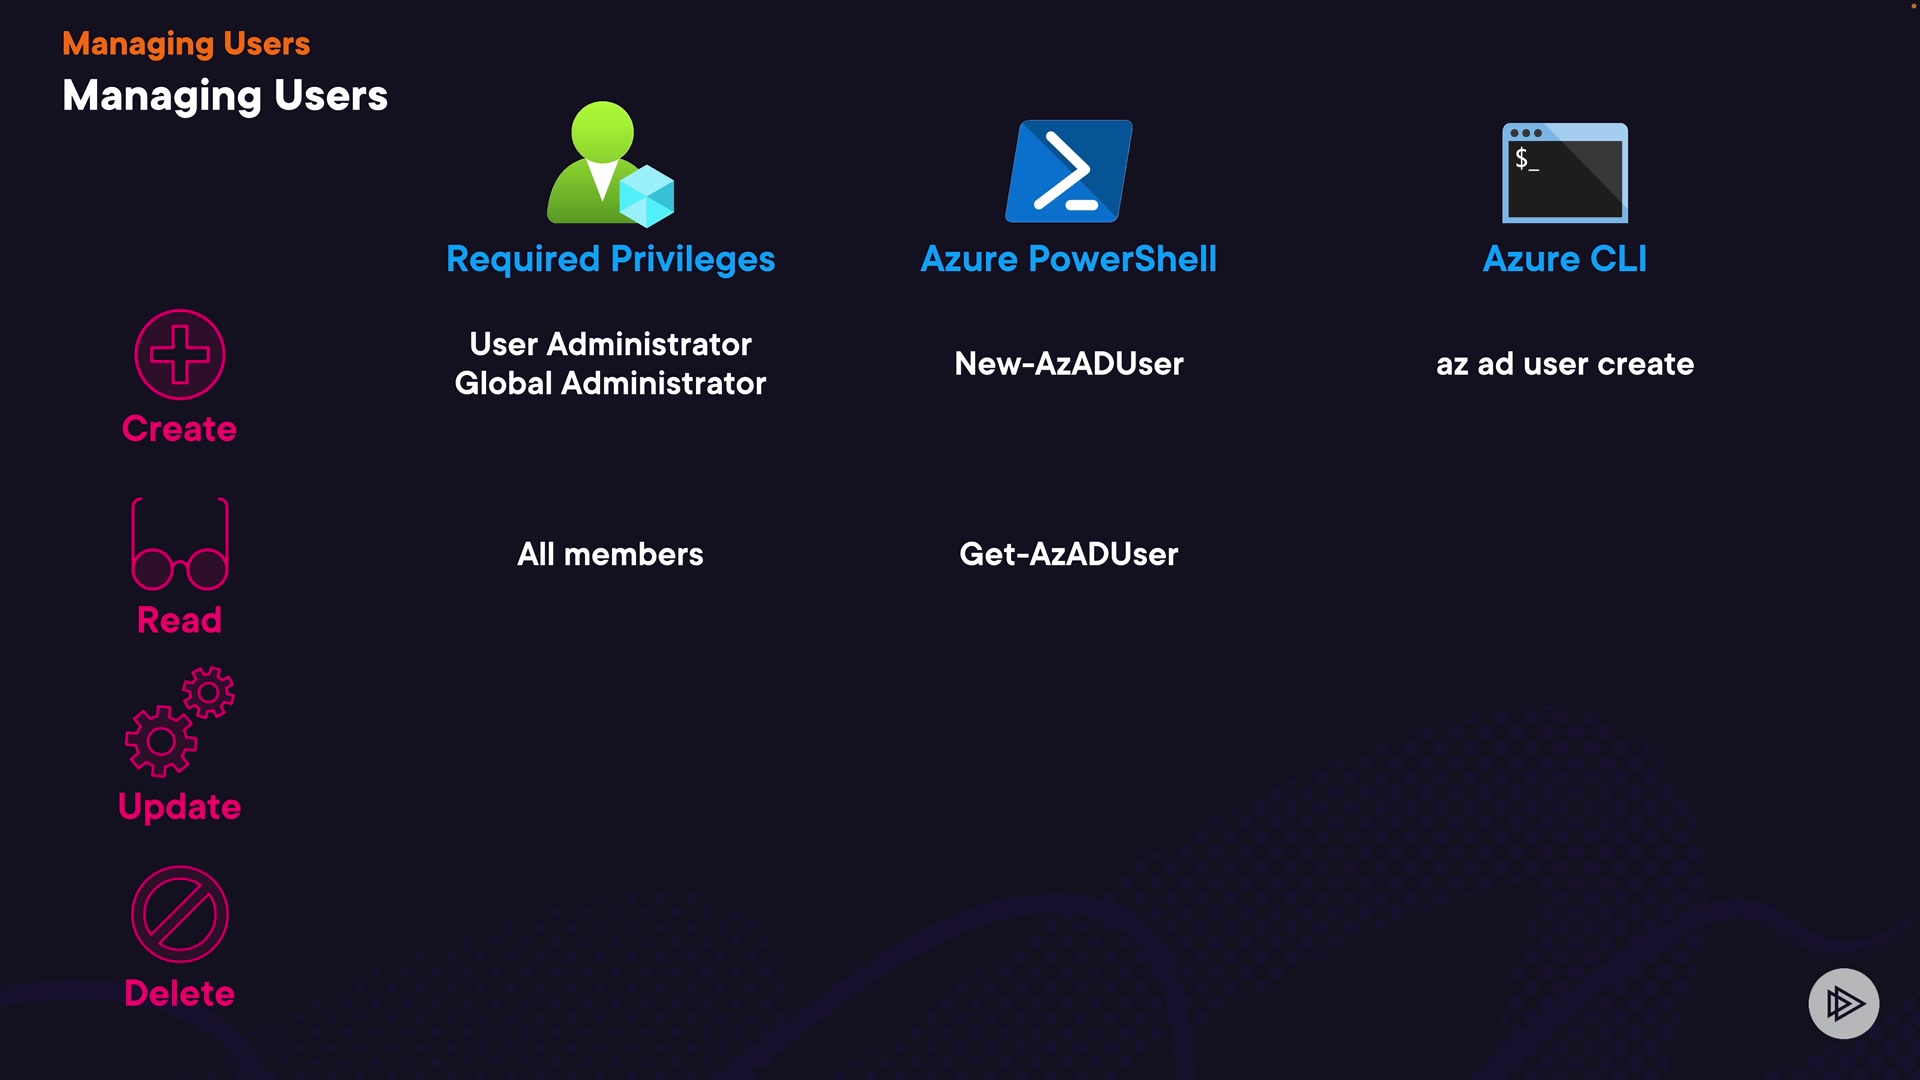 Managing Users
Managing Users
$_
Required Privileges
Azure PowerShell
Azure CLI
User Administrator
Global Administrator
New-AzADUser
az ad user create
Create
All members
Get-AzADUser
Read
Update
Delete